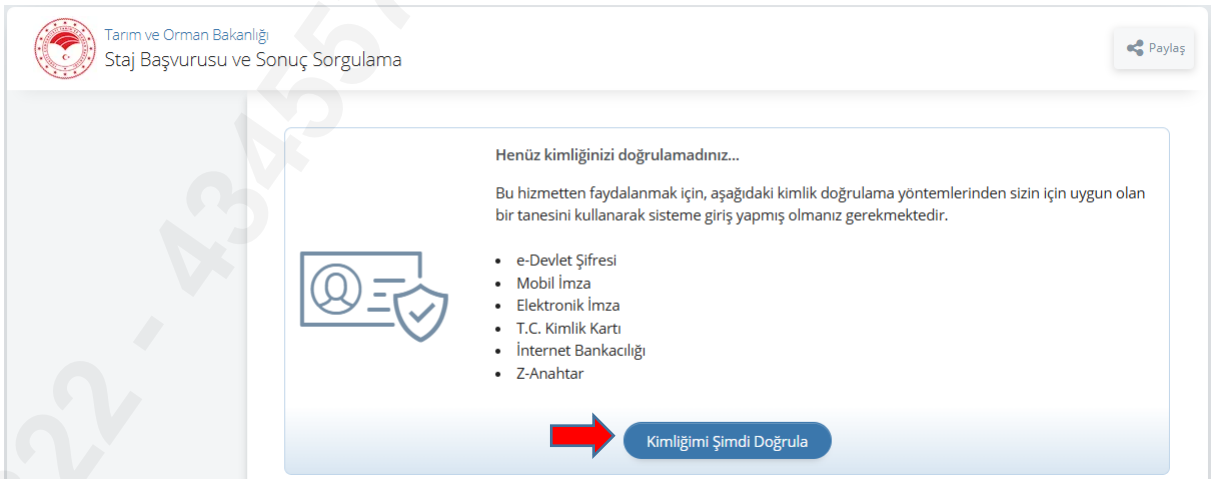 Tarım ve Orman Bakanlığı
Staj Başvurusu ve Sonuç Sorgulama
Paylaş
Henüz kimliğinizi doğrulamadınız...
Bu hizmetten faydalanmak için, aşağıdaki kimlik doğrulama yöntemlerinden sizin için uygun olan
bir tanesini kullanarak sisteme giriş yapmış olmanız gerekmektedir.
• e-Devlet Şifresi
• Mobil İmza
• Elektronik İmza
• T.C. Kimlik Kartı
• İnternet Bankacılığı
• Z-Anahtar
Kimliğimi Şimdi Doğrula